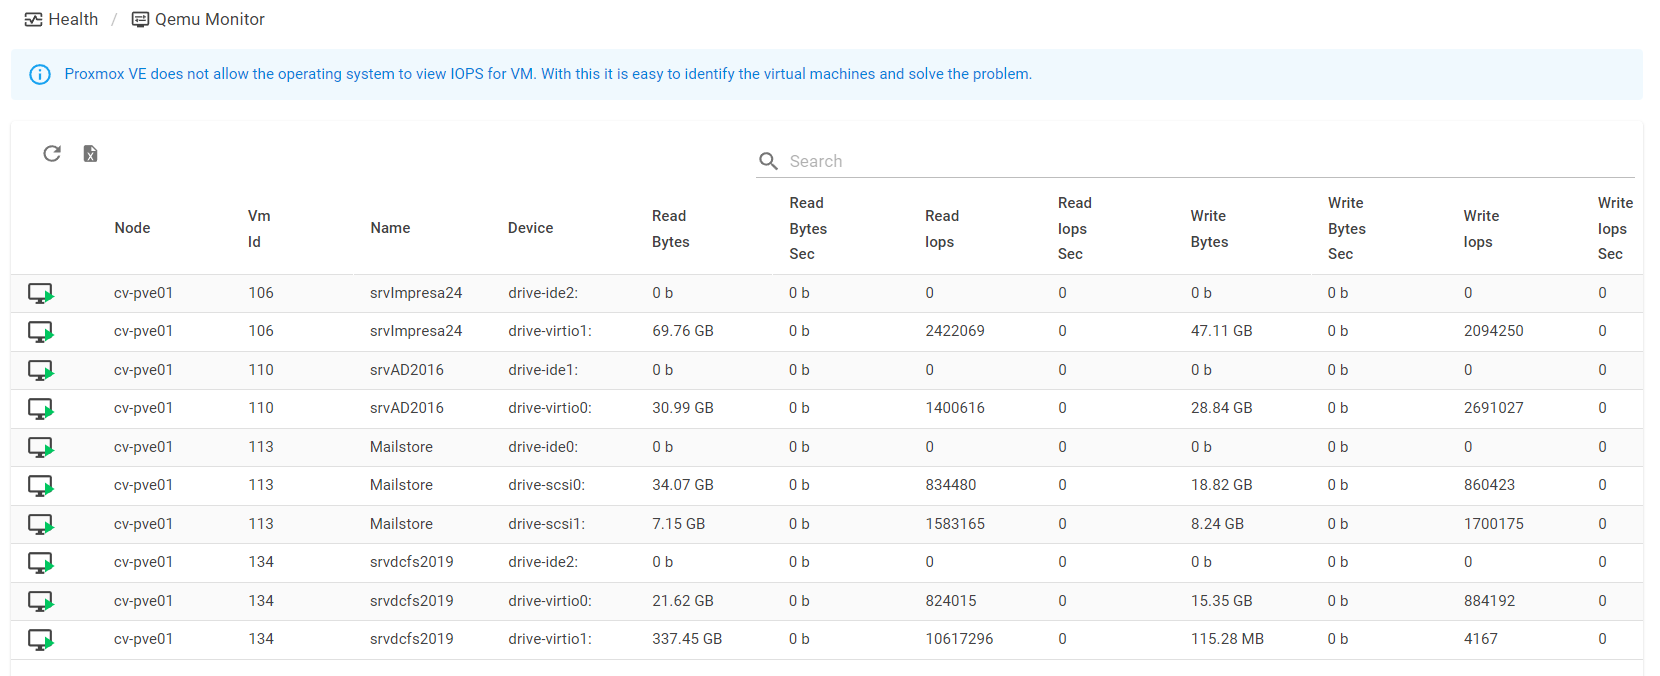 Health / Qemu Monitor
Proxmox VE does not allow the operating system to view IOPS for VM. With this it is easy to identify the virtual machines and solve the problem.
Search
Node Vm Id Name Device Read Bytes Read Bytes Sec Read Iops Read Iops Sec Write Bytes Write Bytes Sec Write Iops Write Iops Sec
cv-pve01 106 srvImpresa24 drive-ide2: 0 b 0 b 0 0 0 b 0 b 0 0
cv-pve01 106 srvImpresa24 drive-virtio1: 69.76 GB 0 b 2422069 0 47.11 GB 0 b 2094250 0
cv-pve01 110 srvAD2016 drive-ide1: 0 b 0 b 0 0 0 b 0 b 0 0
cv-pve01 110 srvAD2016 drive-virtio0: 30.99 GB 0 b 1400616 0 28.84 GB 0 b 2691027 0
cv-pve01 113 Mailstore drive-ide0: 0 b 0 b 0 0 0 b 0 b 0 0
cv-pve01 113 Mailstore drive-scsi0: 34.07 GB 0 b 834480 0 18.82 GB 0 b 860423 0
cv-pve01 113 Mailstore drive-scsi1: 7.15 GB 0 b 1583165 0 8.24 GB 0 b 1700175 0
cv-pve01 134 srvdcfs2019 drive-ide2: 0 b 0 b 0 0 0 b 0 b 0 0
cv-pve01 134 srvdcfs2019 drive-virtio0: 21.62 GB 0 b 824015 0 15.35 GB 0 b 884192 0
cv-pve01 134 srvdcfs2019 drive-virtio1: 337.45 GB 0 b 10617296 0 115.28 MB 0 b 4167 0